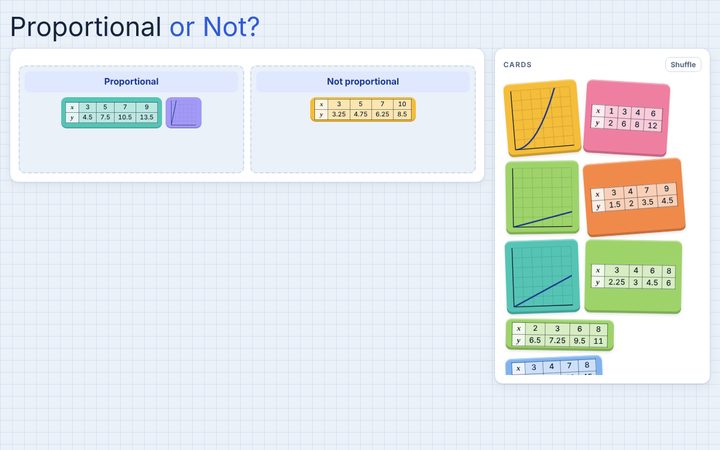 Proportional or Not?
Proportional
x 3 5 7 9
y 4.5 7.5 10.5 13.5
Not proportional
x 3 5 7 10
y 3.25 4.75 6.25 8.5
CARDS
Shuffle
x 1 3 4 6
y 2 6 8 12
x 3 4 7 9
y 1.5 2 3.5 4.5
x 3 4 6 8
y 2.25 3 4.5 6
x 2 3 6 8
y 6.5 7.25 9.5 11
x 3 4 7 8